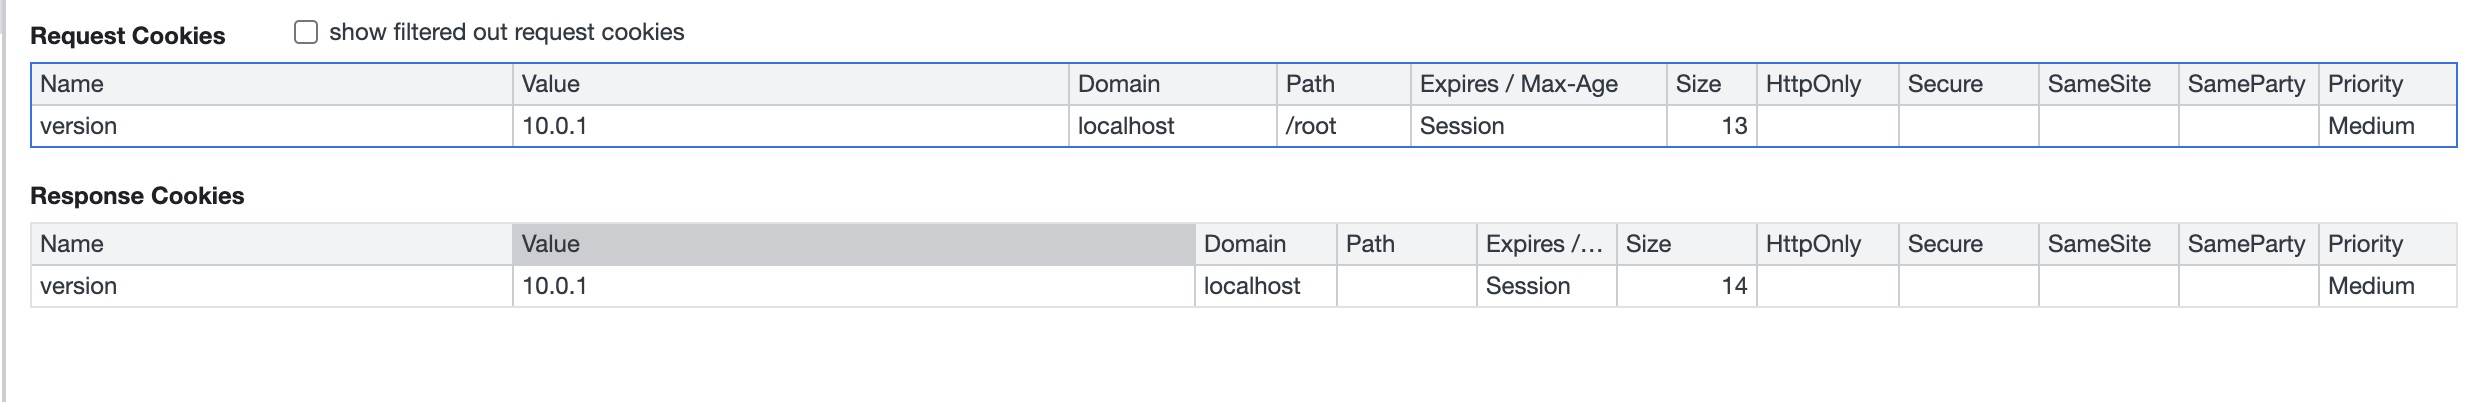 Request Cookies show filtered out request cookies
Name Value Domain Path Expires / Max-Age Size HttpOnly Secure SameSite SameParty Priority
version 10.0.1 localhost /root Session 13 Medium
Response Cookies
Name Value Domain Path Expires /... Size HttpOnly Secure SameSite SameParty Priority
version 10.0.1 localhost Session 14 Medium